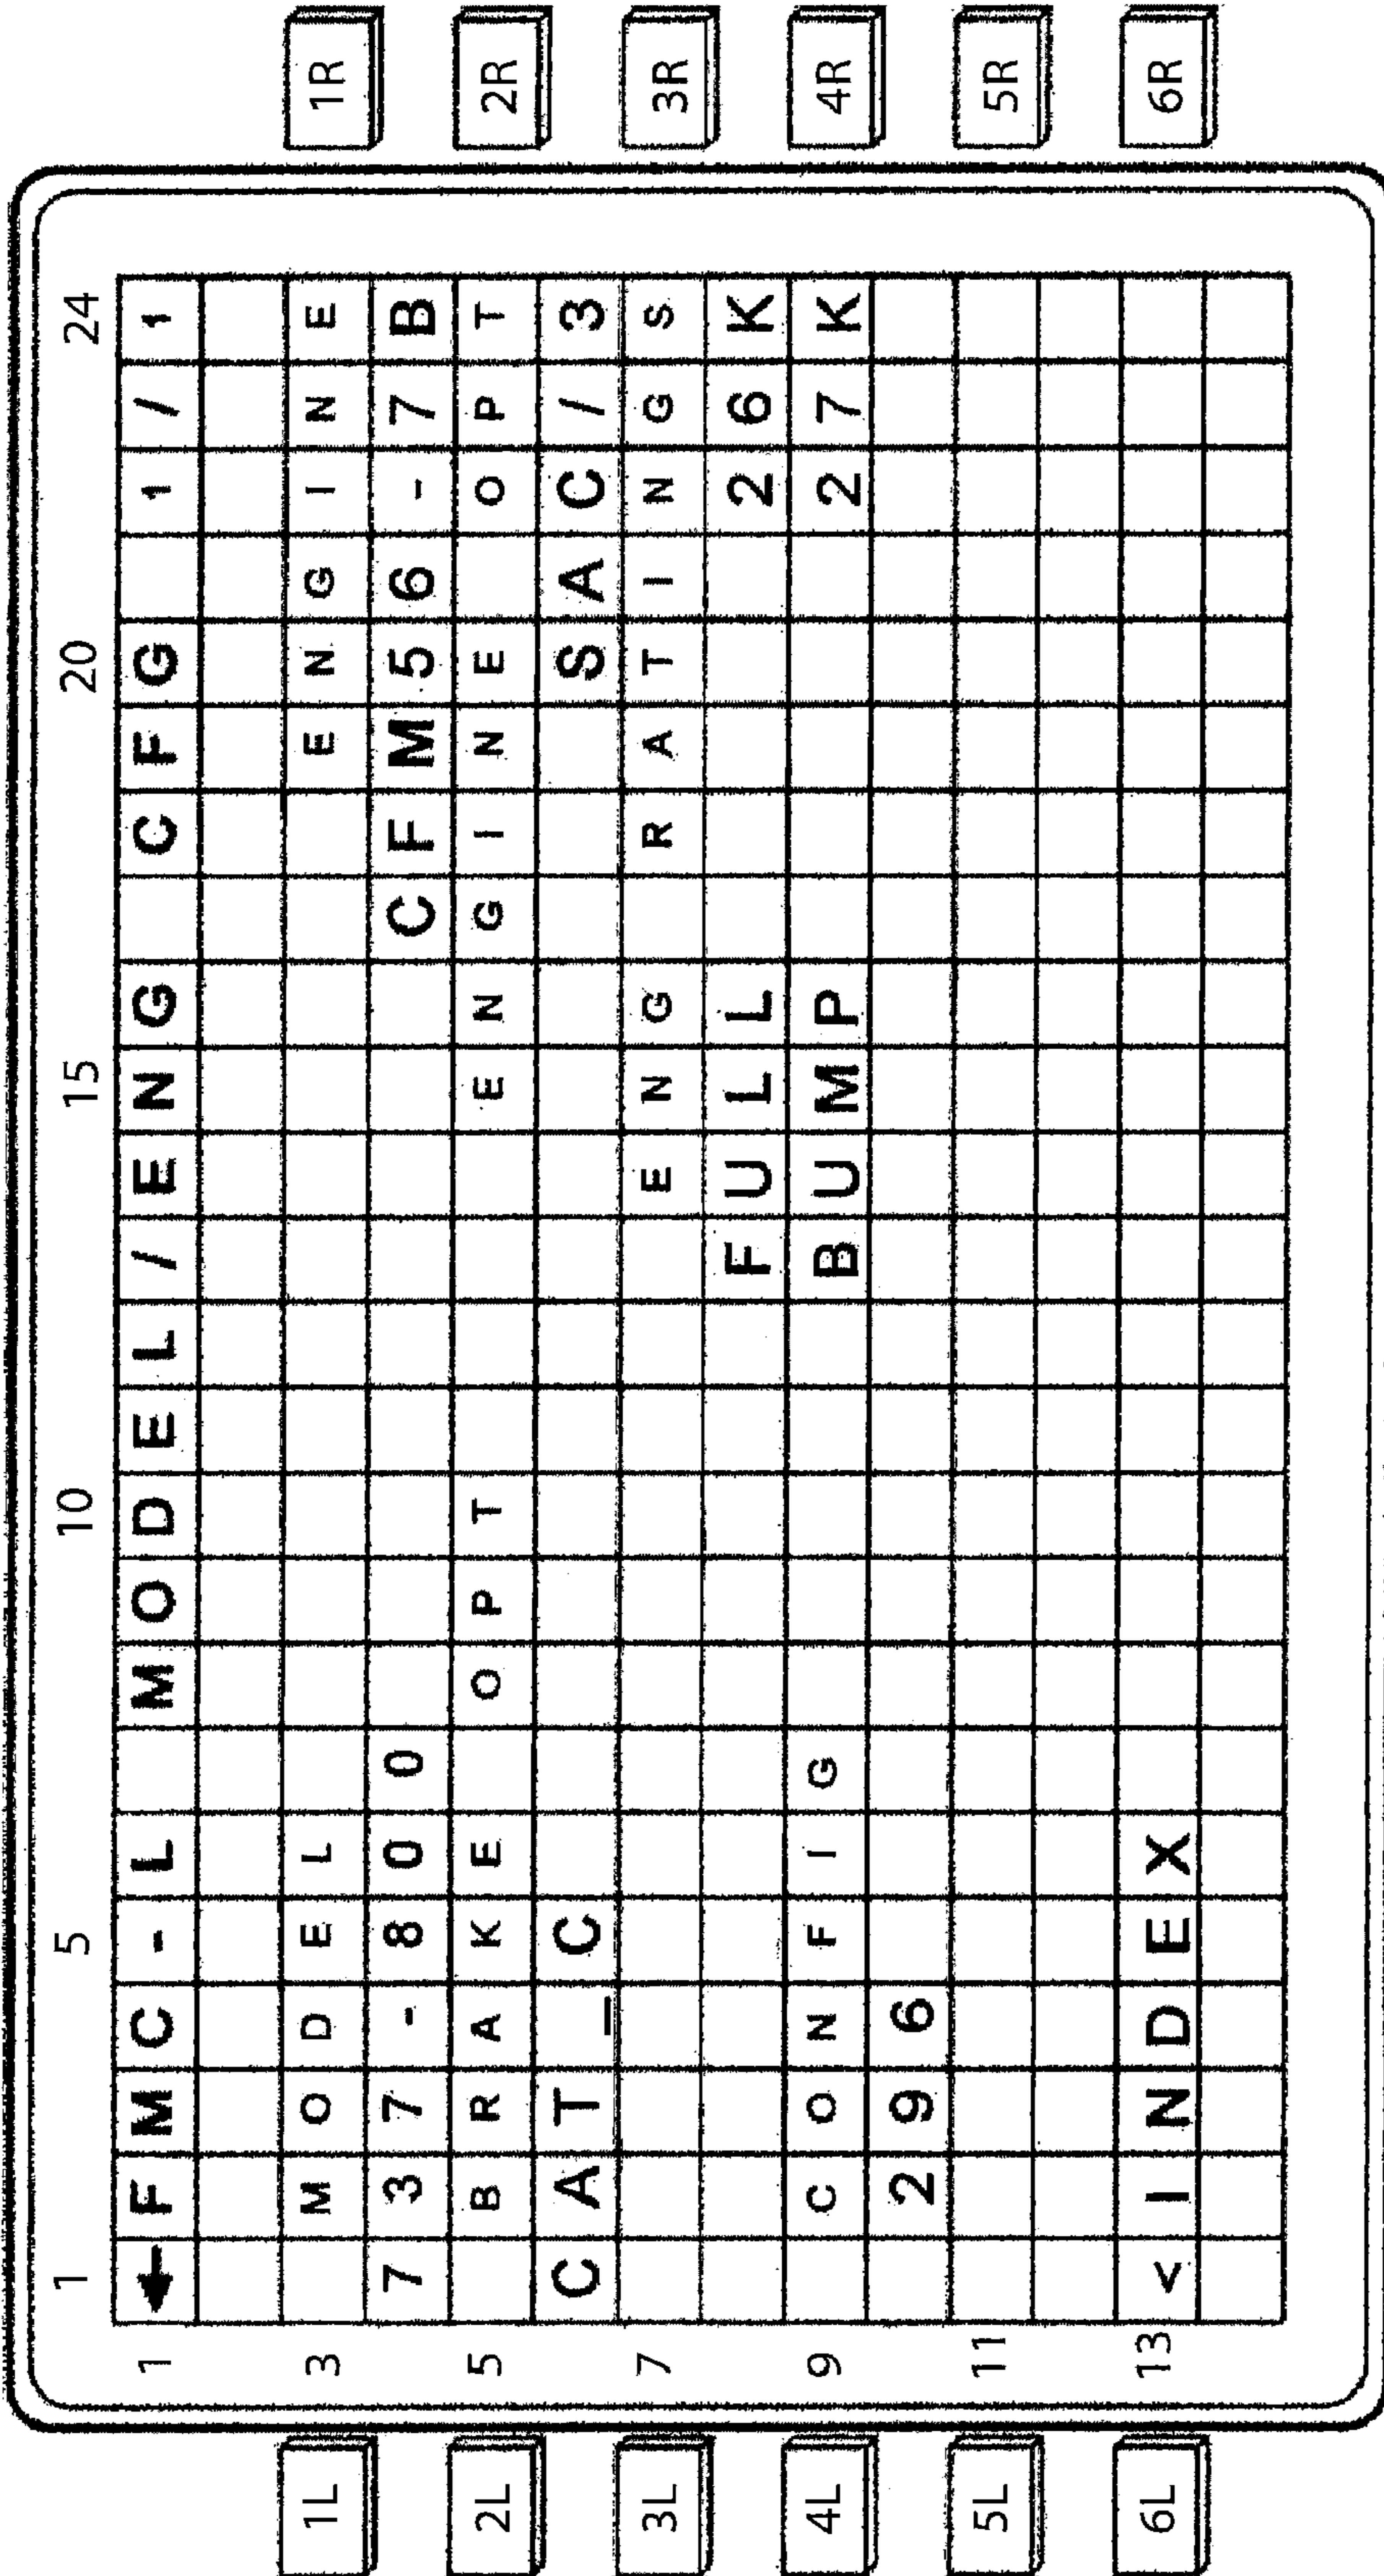 1 5 10 15 20 24
1 ←FMC-L MODEL/ENG CFG 1/1
1L 3 MODEL ENGINE 1R
737-800 CFM56-7B
2L 5 BRAKE OPT ENGINE OPT 2R
CAT_C SAC/3
3L 7 ENG RATINGS 3R
FULL 26K
4L 9 CONFIG BUMP 27K 4R
296
5L 11 5R
6L 13 <INDEX 6R